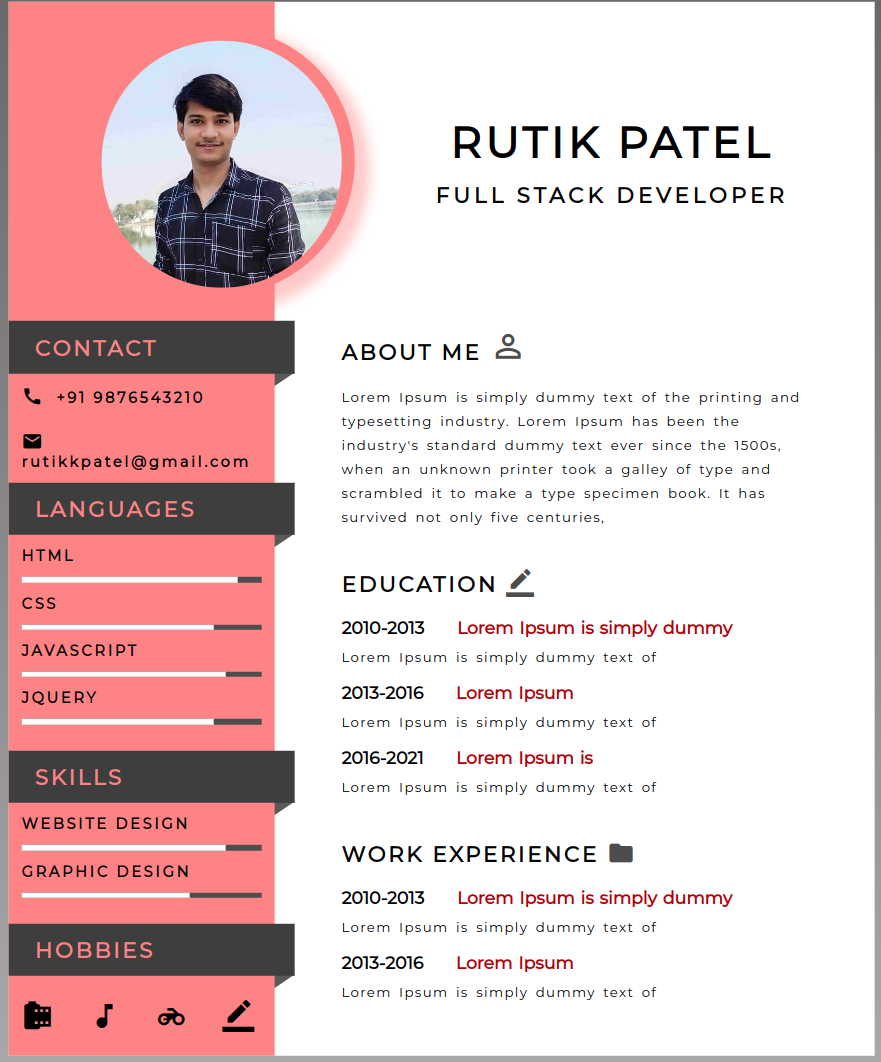 RUTIK PATEL
FULL STACK DEVELOPER
CONTACT
+91 9876543210
rutikkpatel@gmail.com
LANGUAGES
HTML
CSS
JAVASCRIPT
JQUERY
SKILLS
WEBSITE DESIGN
GRAPHIC DESIGN
HOBBIES
ABOUT ME
Lorem Ipsum is simply dummy text of the printing and
typesetting industry. Lorem Ipsum has been the
industry's standard dummy text ever since the 1500s,
when an unknown printer took a galley of type and
scrambled it to make a type specimen book. It has
survived not only five centuries,
EDUCATION
2010-2013 Lorem Ipsum is simply dummy
Lorem Ipsum is simply dummy text of
2013-2016 Lorem Ipsum
Lorem Ipsum is simply dummy text of
2016-2021 Lorem Ipsum is
Lorem Ipsum is simply dummy text of
WORK EXPERIENCE
2010-2013 Lorem Ipsum is simply dummy
Lorem Ipsum is simply dummy text of
2013-2016 Lorem Ipsum
Lorem Ipsum is simply dummy text of